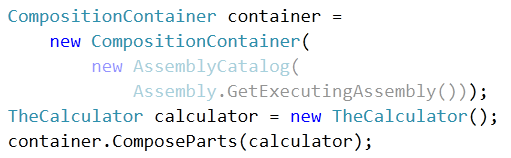 CompositionContainer container =
new CompositionContainer(
new AssemblyCatalog(
Assembly.GetExecutingAssembly()));
TheCalculator calculator = new TheCalculator();
container.ComposeParts(calculator);